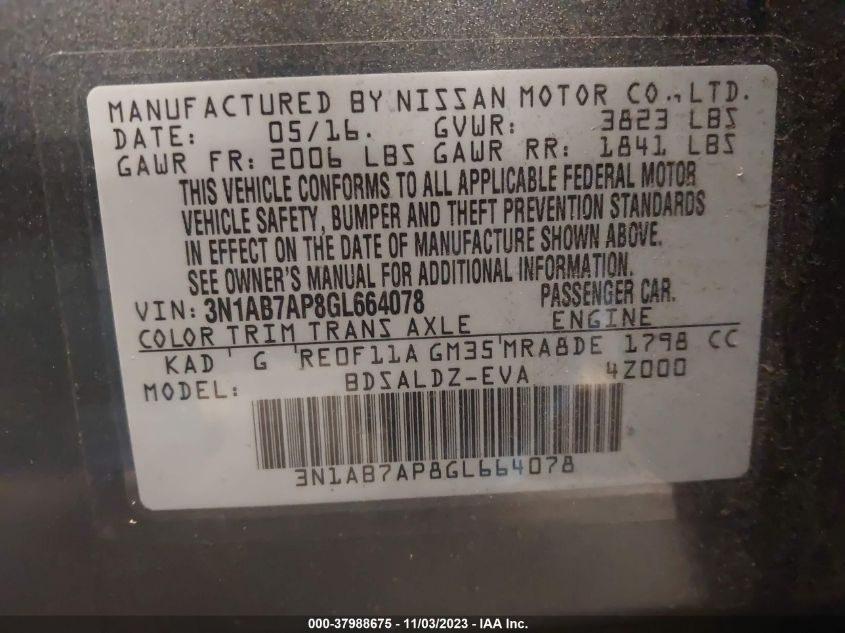 MANUFACTURED BY NISSAN MOTOR CO., LTD.
DATE: 05/16. GVWR: 3823 LBS
GAWR FR: 2006 LBS GAWR RR: 1841 LBS
THIS VEHICLE CONFORMS TO ALL APPLICABLE FEDERAL MOTOR
VEHICLE SAFETY, BUMPER AND THEFT PREVENTION STANDARDS
IN EFFECT ON THE DATE OF MANUFACTURE SHOWN ABOVE.
SEE OWNER'S MANUAL FOR ADDITIONAL INFORMATION.
VIN: 3N1AB7AP8GL664078 PASSENGER CAR.
COLOR TRIM TRANS AXLE ENGINE
KAD G RE0F11A GM35 MRA8DE 1798 CC
MODEL: BDSALDZ-EVA 4Z000
3N1AB7AP8GL664078
000-37988675 - 11/03/2023 - IAA Inc.